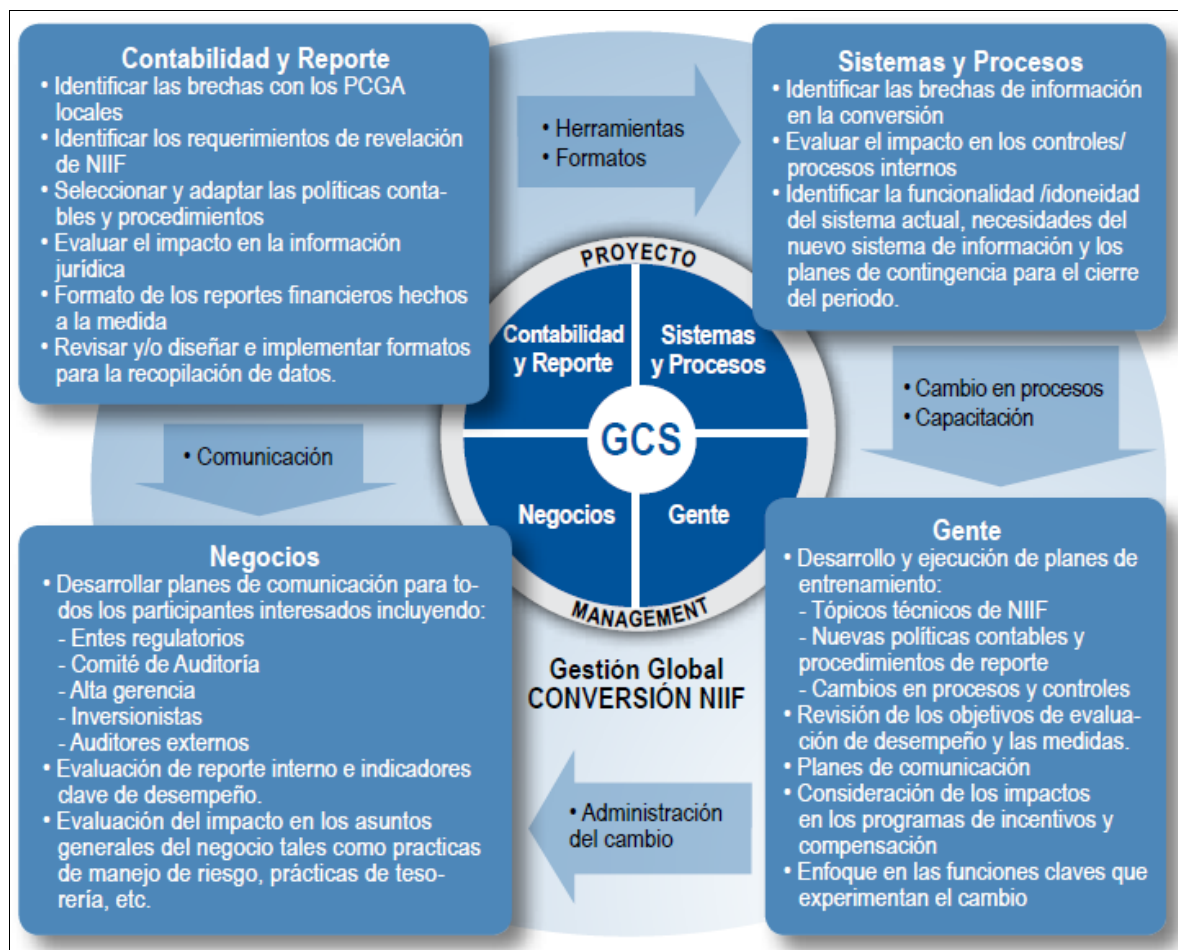 Contabilidad y Reporte
• Identificar las brechas con los PCGA
locales
• Identificar los requerimientos de revelación
de NIIF
• Seleccionar y adaptar las políticas conta-
bles y procedimientos
• Evaluar el impacto en la información
jurídica
• Formato de los reportes financieros hechos
a la medida
• Revisar y/o diseñar e implementar formatos
para la recopilación de datos.
• Herramientas
• Formatos
Sistemas y Procesos
• Identificar las brechas de información
en la conversión
• Evaluar el impacto en los controles/
procesos internos
• Identificar la funcionalidad /idoneidad
del sistema actual, necesidades del
nuevo sistema de información y los
planes de contingencia para el cierre
del periodo.
PROYECTO
Contabilidad
y Reporte
Sistemas
y Procesos
GCS
Negocios
Gente
MANAGEMENT
Gestión Global
CONVERSIÓN NIIF
• Comunicación
• Cambio en procesos
• Capacitación
Negocios
• Desarrollar planes de comunicación para to-
dos los participantes interesados incluyendo:
- Entes regulatorios
- Comité de Auditoría
- Alta gerencia
- Inversionistas
- Auditores externos
• Evaluación de reporte interno e indicadores
clave de desempeño.
• Evaluación del impacto en los asuntos
generales del negocio tales como practicas
de manejo de riesgo, prácticas de teso-
rería, etc.
• Administración
del cambio
Gente
• Desarrollo y ejecución de planes de
entrenamiento:
- Tópicos técnicos de NIIF
- Nuevas políticas contables y
procedimientos de reporte
- Cambios en procesos y controles
• Revisión de los objetivos de evalua-
ción de desempeño y las medidas.
• Planes de comunicación
• Consideración de los impactos
en los programas de incentivos y
compensación
• Enfoque en las funciones claves que
experimentan el cambio